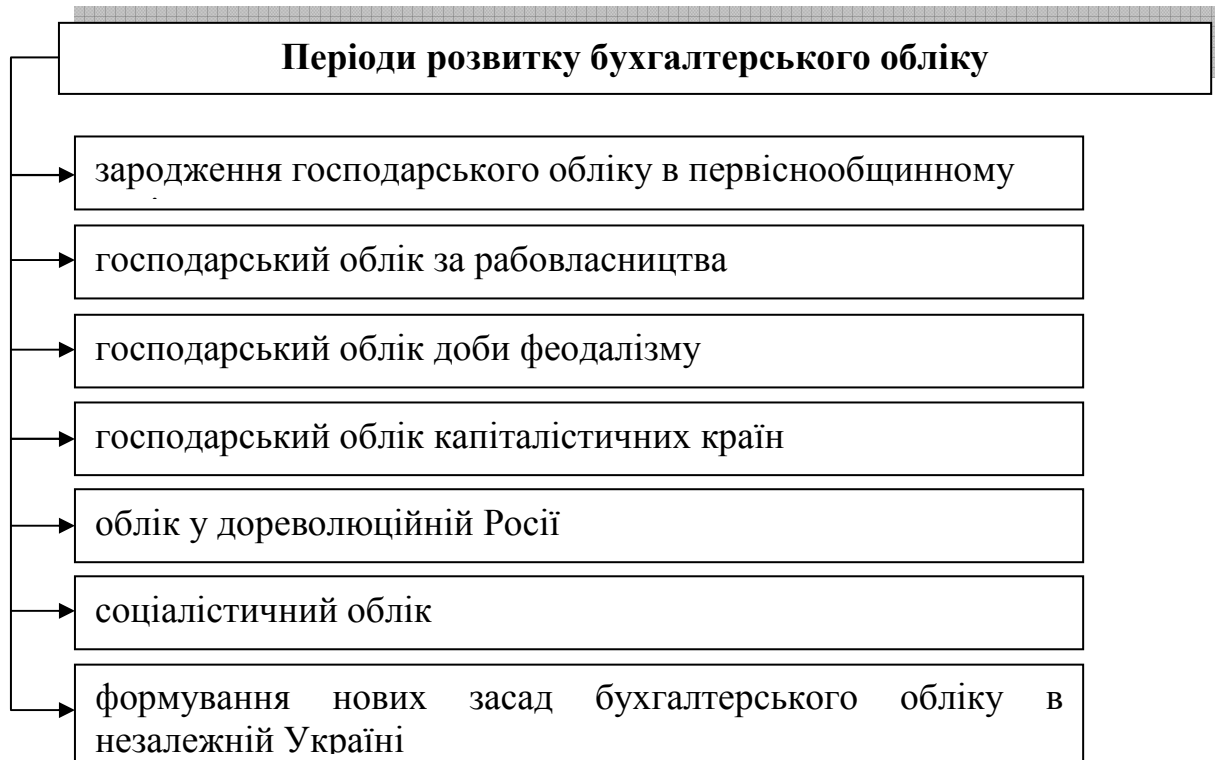 Періоди розвитку бухгалтерського обліку
зародження господарського обліку в первіснообщинному
господарський облік за рабовласництва
господарський облік доби феодалізму
господарський облік капіталістичних країн
облік у дореволюційній Росії
соціалістичний облік
формування нових засад бухгалтерського обліку в
незалежній Україні